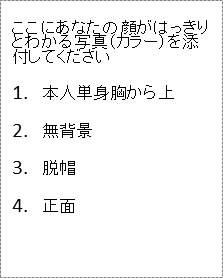 ここにあなたの顔がはっきり
とわかる写真(カラー)を添
付してください
1. 本人単身胸から上
2. 無背景
3. 脱帽
4. 正面